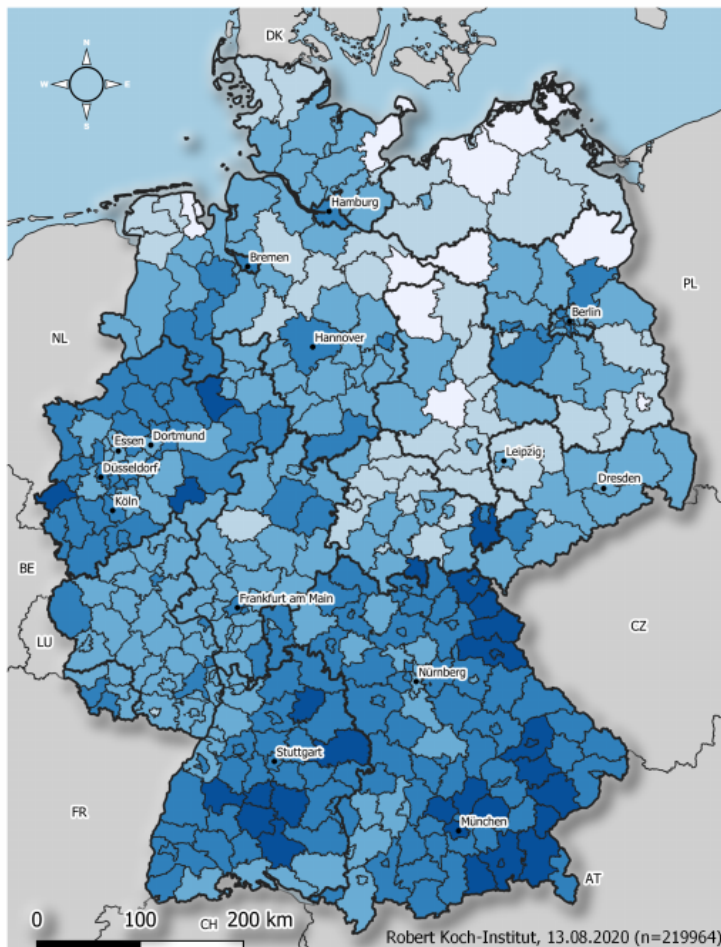 DK
N
W
E
S
Hamburg
Bremen
PL
Berlin
NL
Hannover
Essen
Dortmund
Düsseldorf
Leipzig
Dresden
Köln
BE
Frankfurt am Main
CZ
LU
Nürnberg
Stuttgart
FR
München
AT
0
100
200 km
CH
Robert Koch-Institut, 13.08.2020 (n=219964)